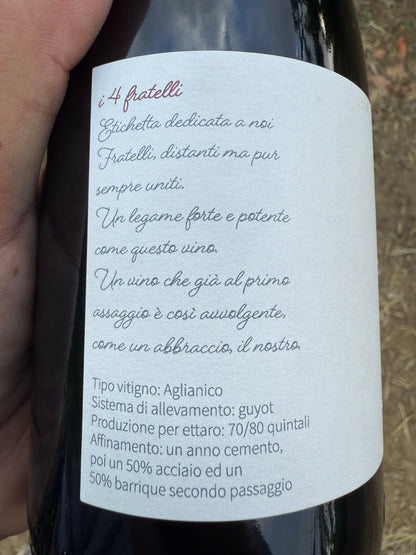 i 4 fratelli
Etichetta dedicata a noi
Fratelli, distanti ma pur
sempre uniti.
Un legame forte e potente
come questo vino.
Un vino che già al primo
assaggio è così avvolgente,
come un abbraccio, il nostro.
Tipo vitigno: Aglianico
Sistema di allevamento: guyot
Produzione per ettaro: 70/80 quintali
Affinamento: un anno cemento,
poi un 50% acciaio ed un
50% barrique secondo passaggio